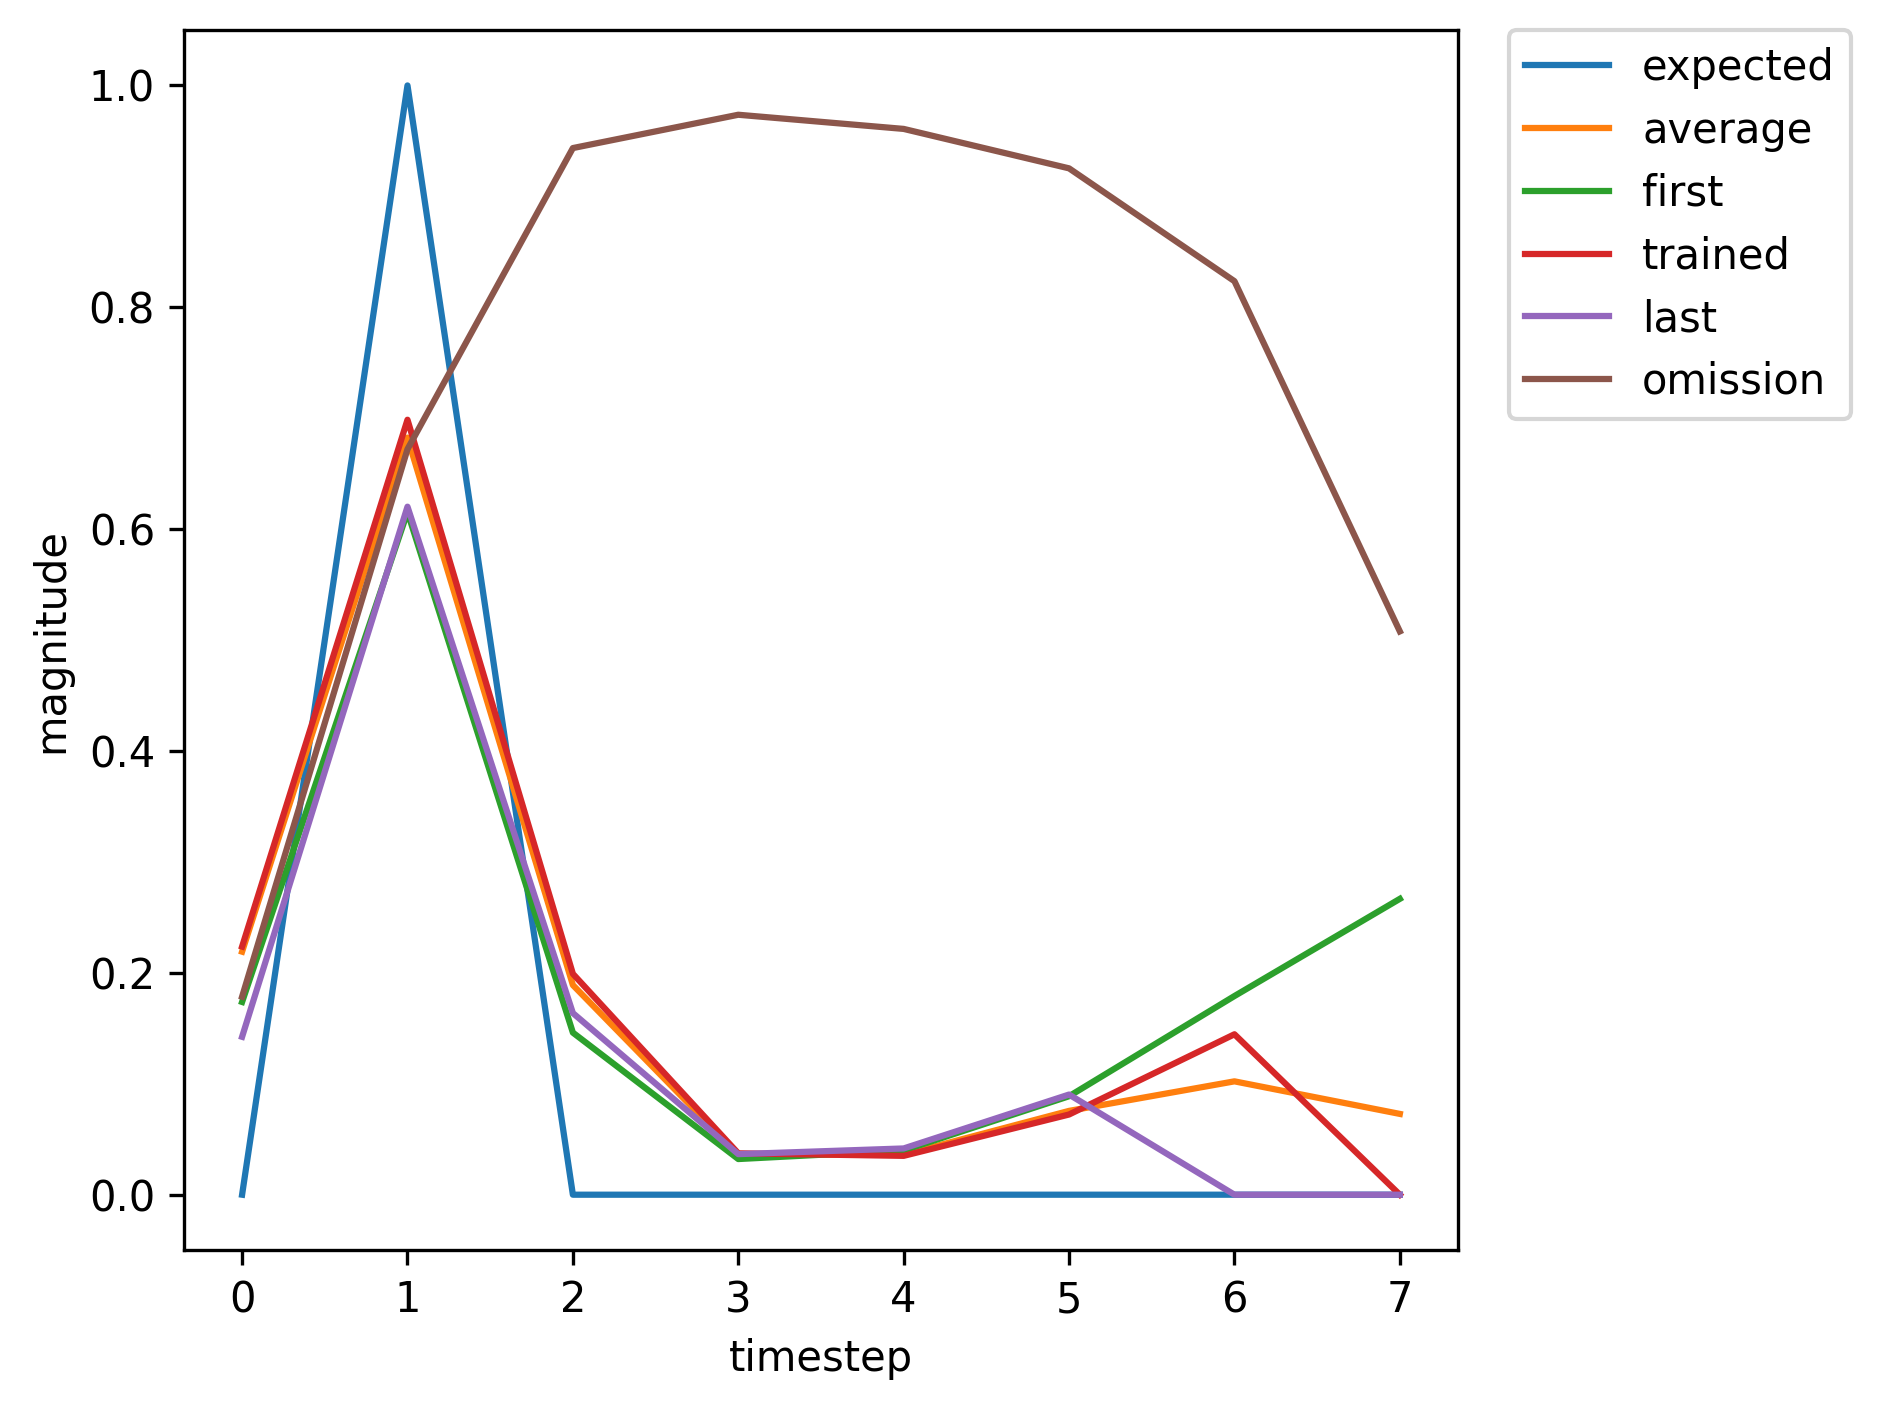 1.0
0.8
0.6
0.4
0.2
0.0
magnitude
0 1 2 3 4 5 6 7
timestep
expected
average
first
trained
last
omission